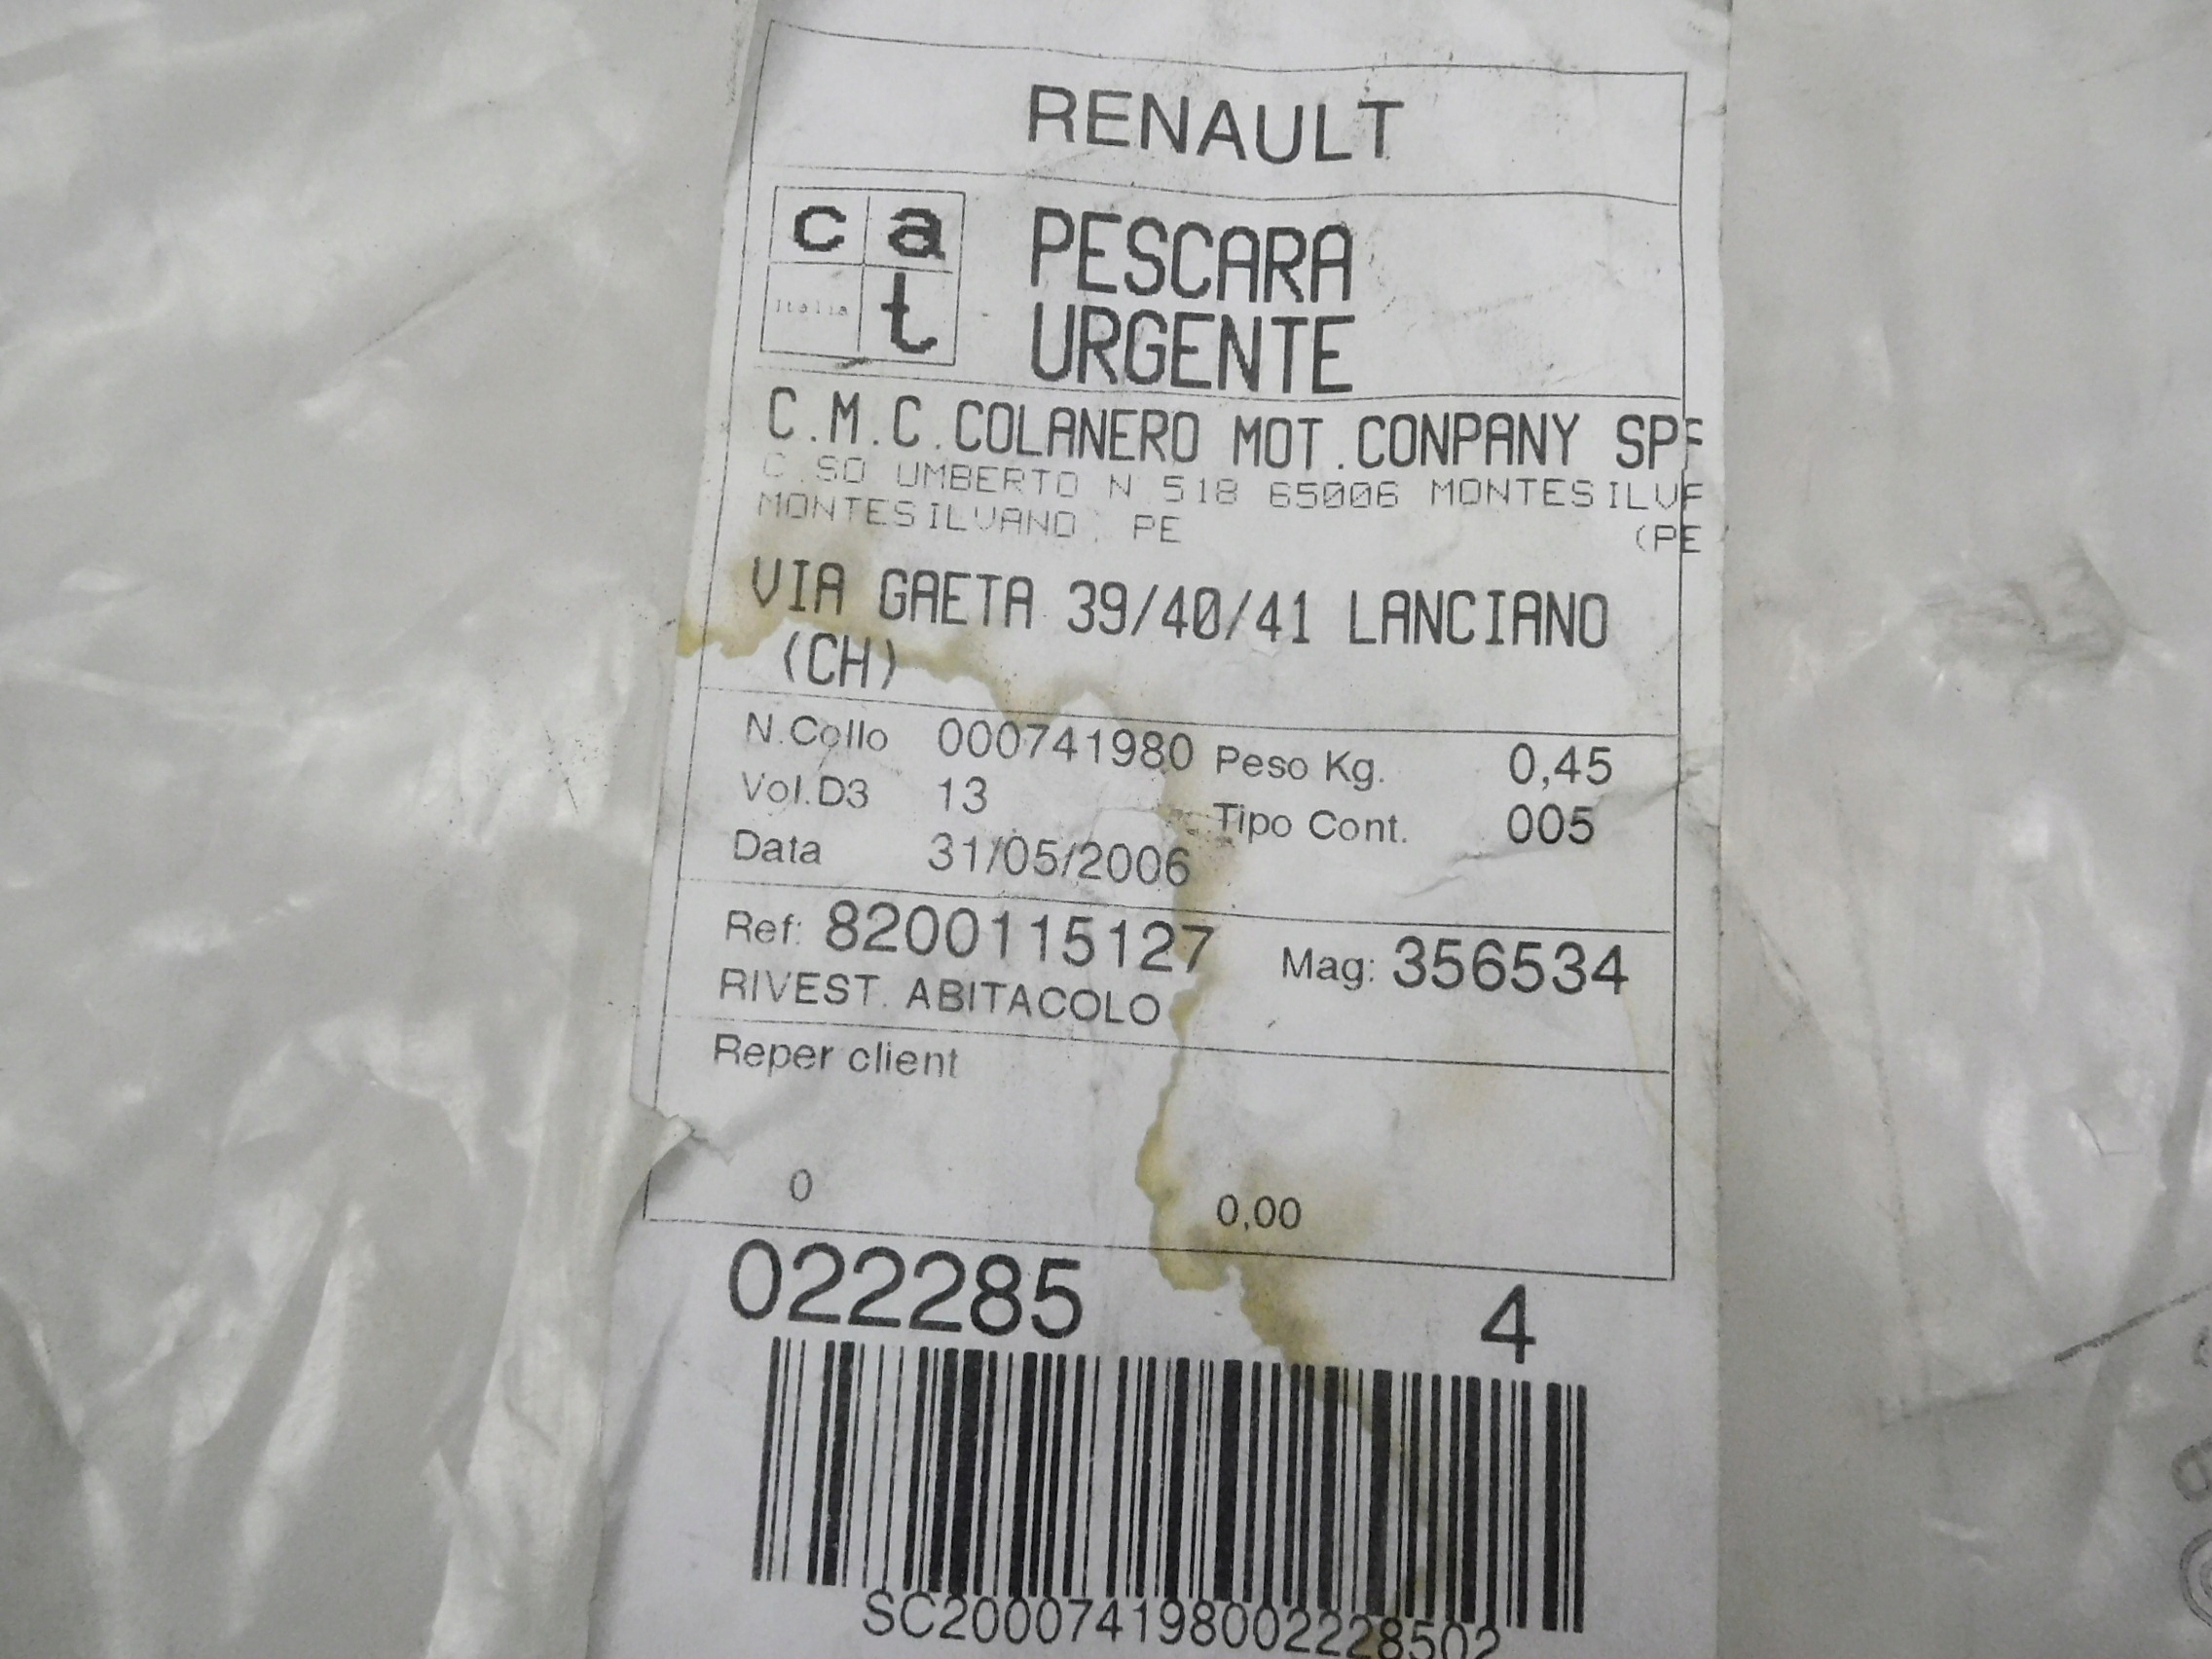 RENAULT
c a
Italia t
PESCARA
URGENTE
C.M.C.COLANERO MOT.CONPANY SP
C.SO UMBERTO N 518 65006 MONTESILV
MONTESILVANO, PE (PE
VIA GAETA 39/40/41 LANCIANO
(CH)
N.Collo 000741980 Peso Kg. 0,45
Vol.D3 13 Tipo Cont. 005
Data 31/05/2006
Ref: 8200115127 Mag: 356534
RIVEST. ABITACOLO
Reper client
0 0,00
022285 4
SC200074198002228502